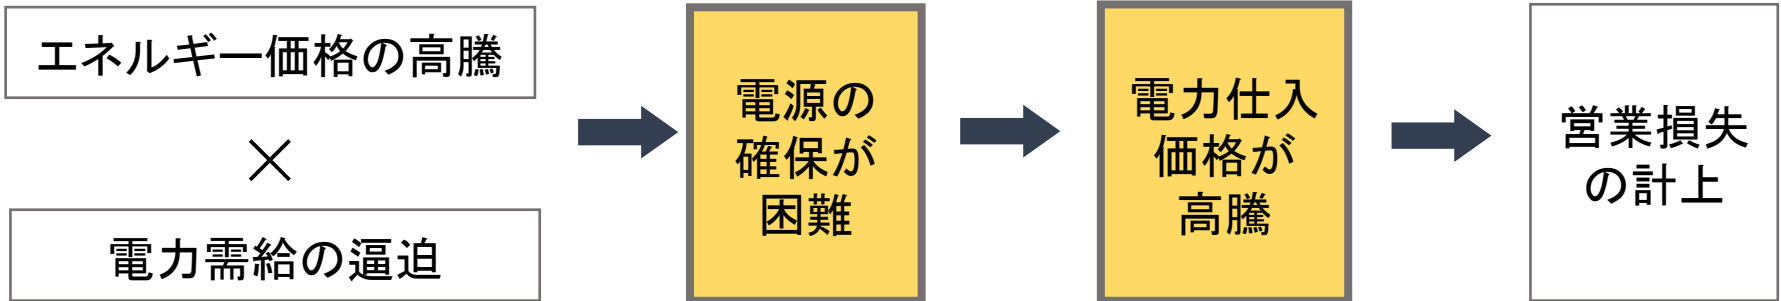 エネルギー価格の高騰
×
電力需給の逼迫
電源の
確保が
困難
電力仕入
価格が
高騰
営業損失
の計上